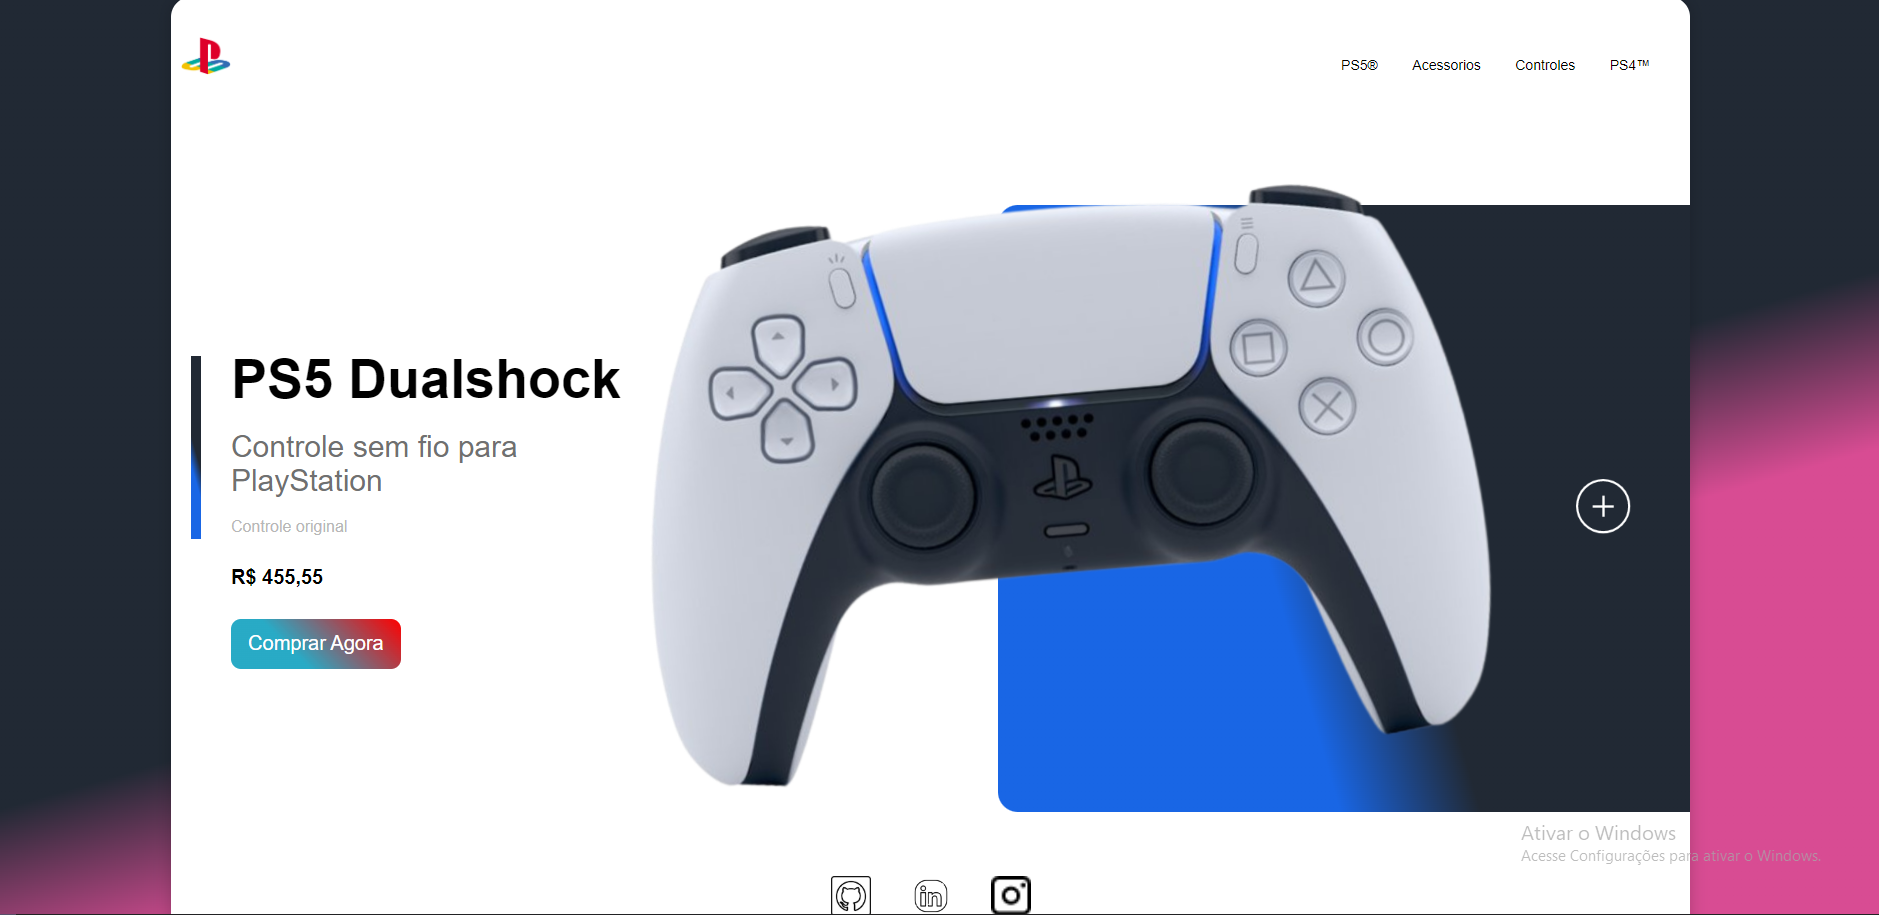 PS5® Acessorios Controles PS4™
PS5 Dualshock
Controle sem fio para
PlayStation
Controle original
R$ 455,55
Comprar Agora
Ativar o Windows
Acesse Configurações para ativar o Windows.
in